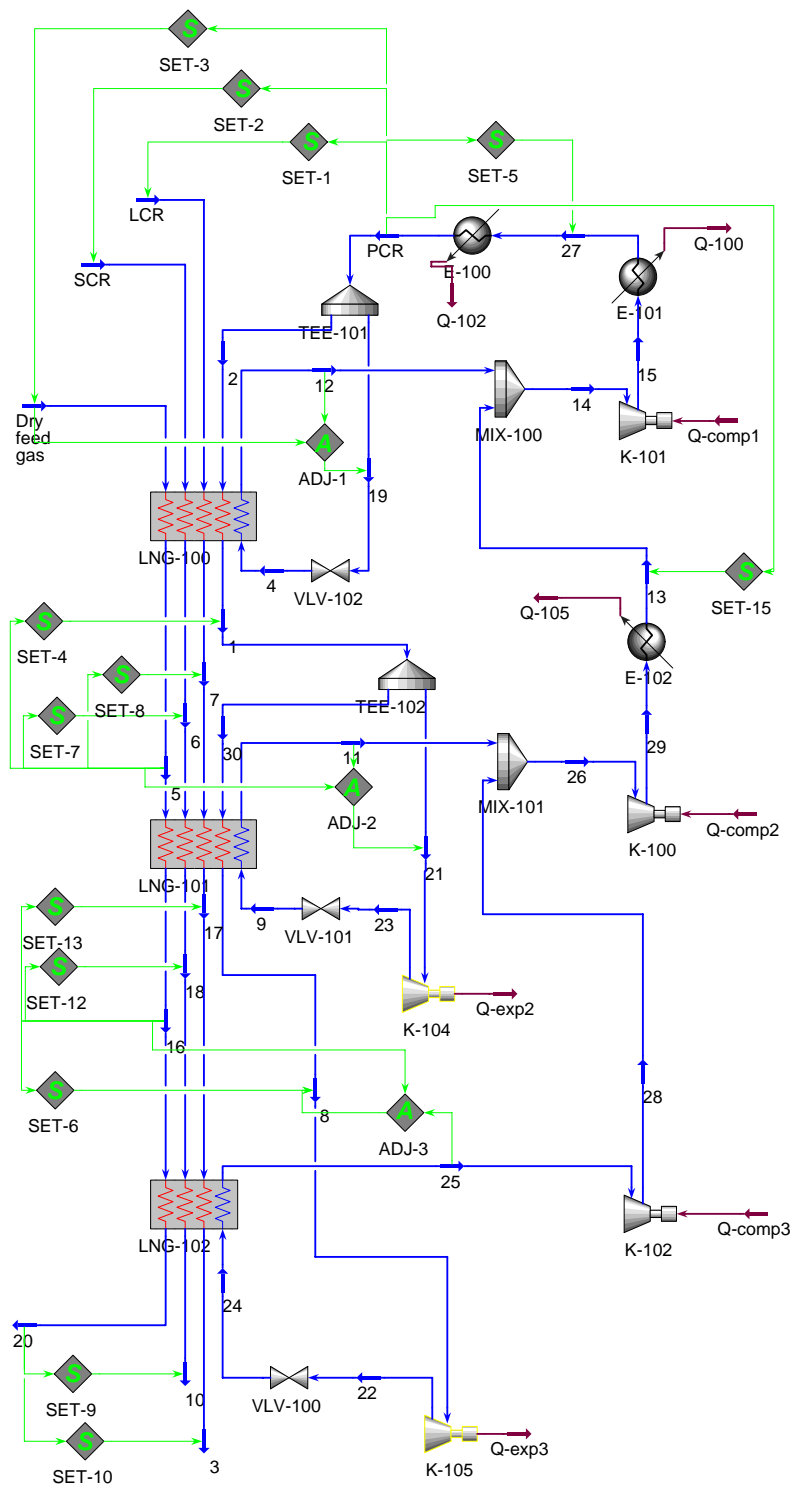 S
SET-3
S
SET-2
S
SET-1
S
SET-5
LCR
SCR
PCR
E-100
27
Q-100
E-101
Q-102
TEE-101
2
12
15
14
MIX-100
K-101
Q-comp1
Dry
feed
gas
A
ADJ-1
19
LNG-100
4
VLV-102
13
S
SET-15
Q-105
E-102
S
SET-4
1
S
SET-8
7
TEE-102
S
SET-7
6
30
11
29
26
MIX-101
5
A
ADJ-2
K-100
Q-comp2
LNG-101
21
S
SET-13
17
9
VLV-101
23
S
SET-12
18
K-104
Q-exp2
16
S
SET-6
8
A
ADJ-3
28
25
LNG-102
K-102
Q-comp3
24
20
S
SET-9
10
VLV-100
22
S
SET-10
3
K-105
Q-exp3